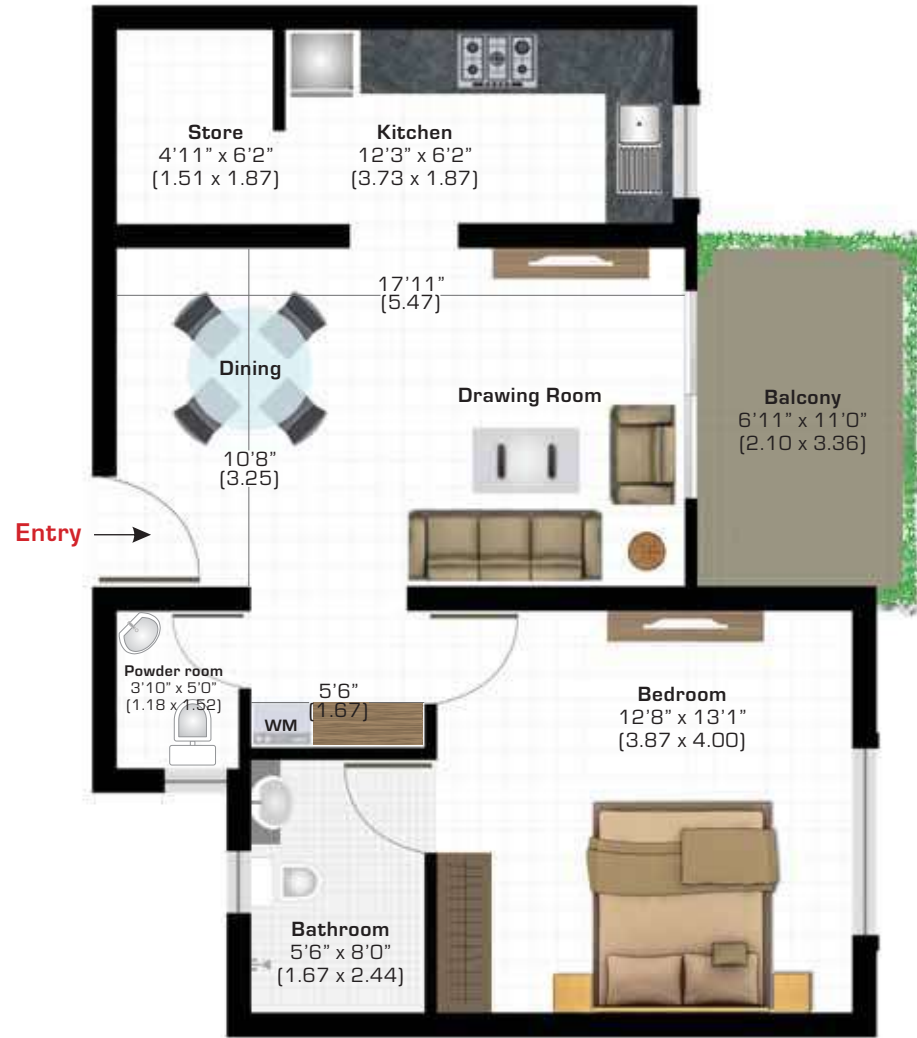 Store
4’11” x 6’2”
(1.51 x 1.87)
Kitchen
12’3” x 6’2”
(3.73 x 1.87)
17’11”
(5.47)
Dining
Drawing Room
Balcony
6’11” x 11’0”
(2.10 x 3.36)
10’8”
(3.25)
Entry
Powder room
3’10” x 5’0”
(1.18 x 1.52)
5’6”
(1.67)
WM
Bedroom
12’8” x 13’1”
(3.87 x 4.00)
Bathroom
5’6” x 8’0”
(1.67 x 2.44)